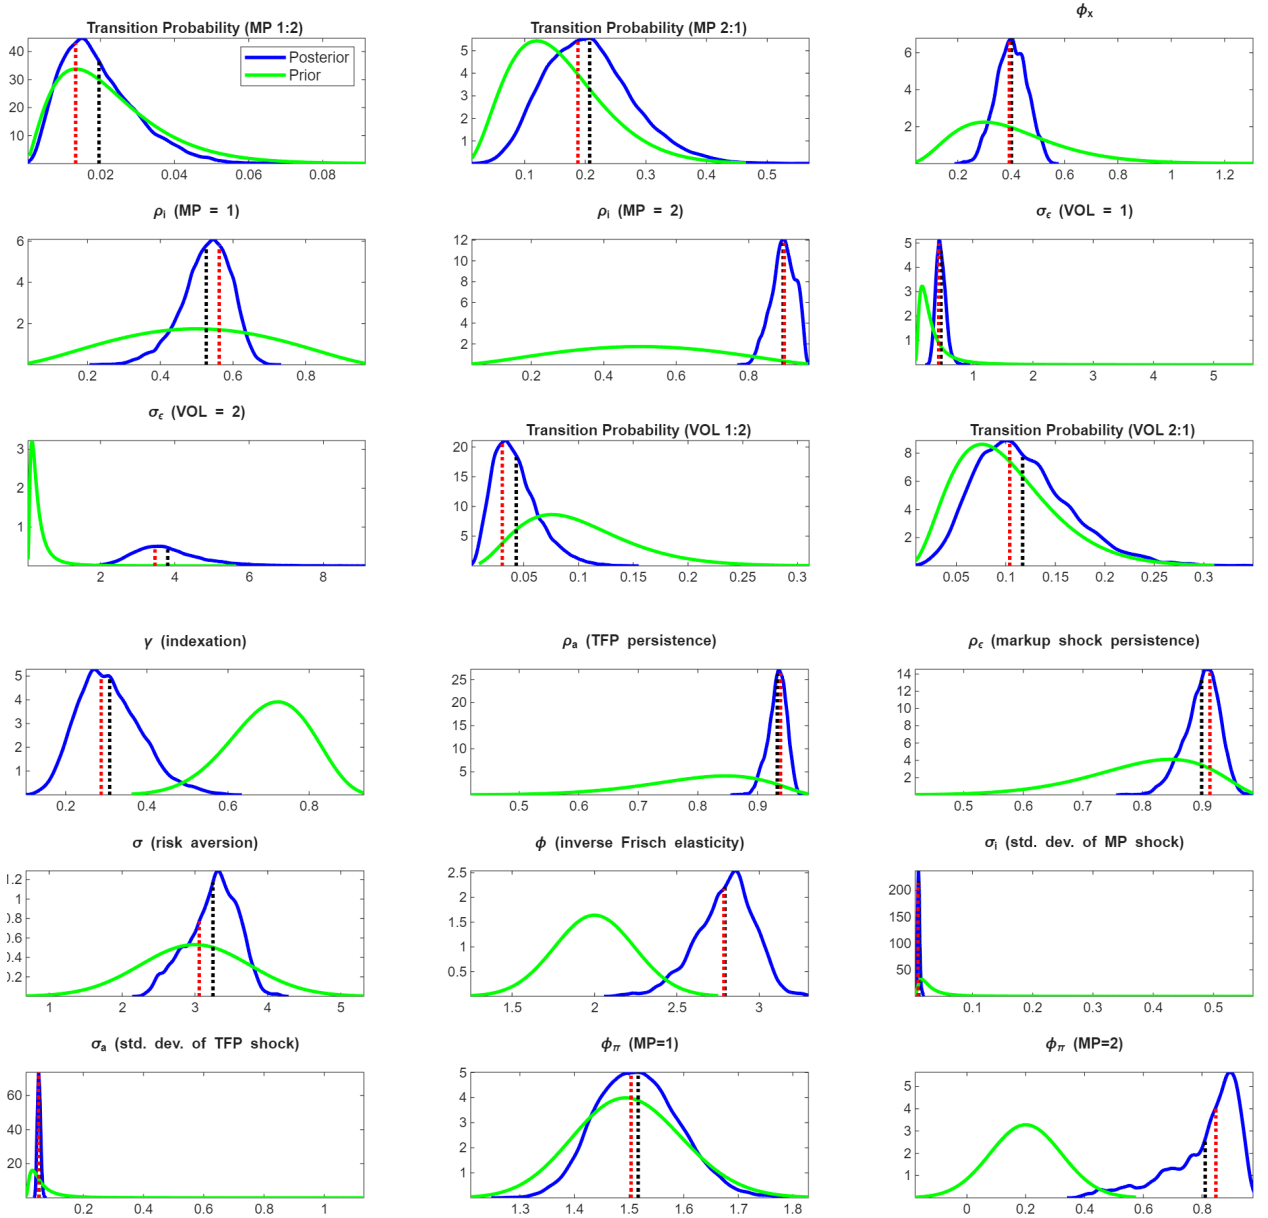 Transition Probability (MP 1:2)
40
30
20
10
0.02 0.04 0.06 0.08
Posterior
Prior
Transition Probability (MP 2:1)
5
4
3
2
1
0.1 0.2 0.3 0.4 0.5
ϕx
6
4
2
0.2 0.4 0.6 0.8 1 1.2
ρi (MP = 1)
6
4
2
0.2 0.4 0.6 0.8
ρi (MP = 2)
12
10
8
6
4
2
0.2 0.4 0.6 0.8
σϵ (VOL = 1)
5
4
3
2
1
1 2 3 4 5
σϵ (VOL = 2)
3
2
1
2 4 6 8
Transition Probability (VOL 1:2)
20
15
10
5
0.05 0.1 0.15 0.2 0.25 0.3
Transition Probability (VOL 2:1)
8
6
4
2
0.05 0.1 0.15 0.2 0.25 0.3
γ (indexation)
5
4
3
2
1
0.2 0.4 0.6 0.8
ρa (TFP persistence)
25
20
15
10
5
0.5 0.6 0.7 0.8 0.9
ρϵ (markup shock persistence)
14
12
10
8
6
4
2
0.5 0.6 0.7 0.8 0.9
σ (risk aversion)
1.2
1
0.8
0.6
0.4
0.2
1 2 3 4 5
ϕ (inverse Frisch elasticity)
2.5
2
1.5
1
0.5
1.5 2 2.5 3
σi (std. dev. of MP shock)
200
150
100
50
0.1 0.2 0.3 0.4 0.5
σa (std. dev. of TFP shock)
60
40
20
0.2 0.4 0.6 0.8 1
ϕπ (MP=1)
5
4
3
2
1
1.3 1.4 1.5 1.6 1.7 1.8
ϕπ (MP=2)
5
4
3
2
1
0 0.2 0.4 0.6 0.8